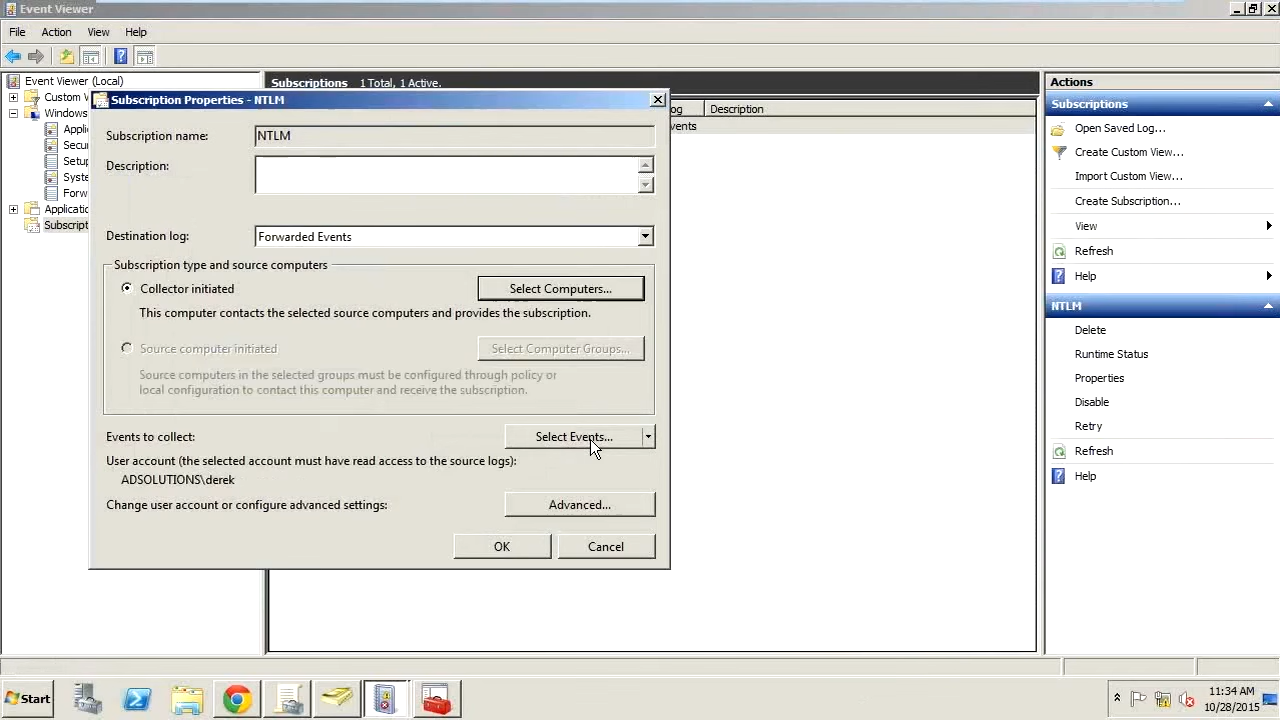 Event Viewer
File Action View Help
Event Viewer (Local)
Custom V
Windows
Appli
Secu
Setup
Syste
Forw
Applicatio
Subscript
Subscriptions 1 Total, 1 Active.
og Description
vents
Subscription Properties - NTLM
Subscription name: NTLM
Description:
Destination log: Forwarded Events
Subscription type and source computers
Collector initiated Select Computers...
This computer contacts the selected source computers and provides the subscription.
Source computer initiated Select Computer Groups...
Source computers in the selected groups must be configured through policy or
local configuration to contact this computer and receive the subscription.
Events to collect: Select Events...
User account (the selected account must have read access to the source logs):
ADSOLUTIONS\derek
Change user account or configure advanced settings: Advanced...
OK Cancel
Actions
Subscriptions
Open Saved Log...
Create Custom View...
Import Custom View...
Create Subscription...
View
Refresh
Help
NTLM
Delete
Runtime Status
Properties
Disable
Retry
Refresh
Help
Start
11:34 AM
10/28/2015